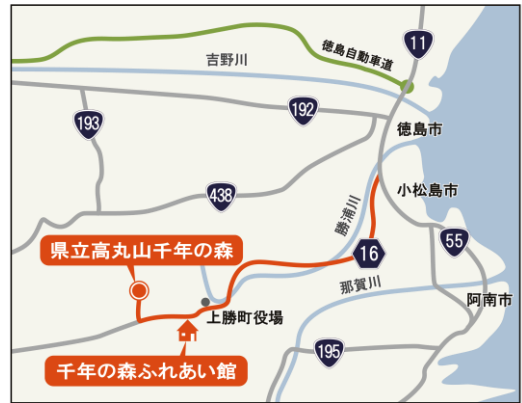 11
徳島自動車道
吉野川
192
193
徳島市
438
小松島市
勝浦川
55
県立高丸山千年の森
16
那賀川
阿南市
上勝町役場
千年の森ふれあい館
195